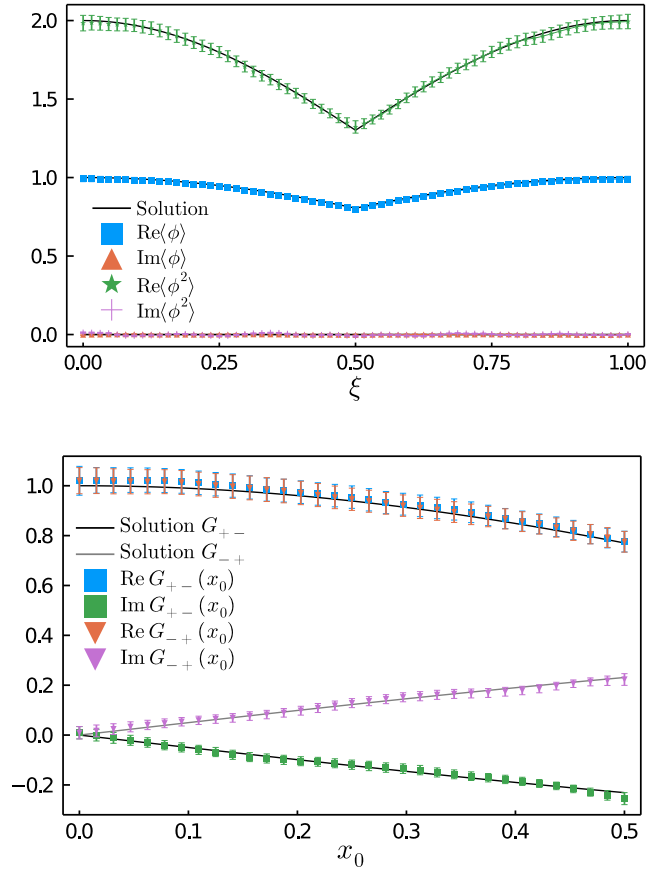 2.0
1.5
1.0
Solution
Re⟨ϕ⟩
Im⟨ϕ⟩
0.5
Re⟨ϕ²⟩
Im⟨ϕ²⟩
0.0
0.00 0.25 0.50 0.75 1.00
ξ
1.0
Solution G₊₋
0.8
Solution G₋₊
Re G₊₋(x₀)
0.6
Im G₊₋(x₀)
Re G₋₊(x₀)
0.4
Im G₋₊(x₀)
0.2
0.0
−0.2
0.0 0.1 0.2 0.3 0.4 0.5
x₀